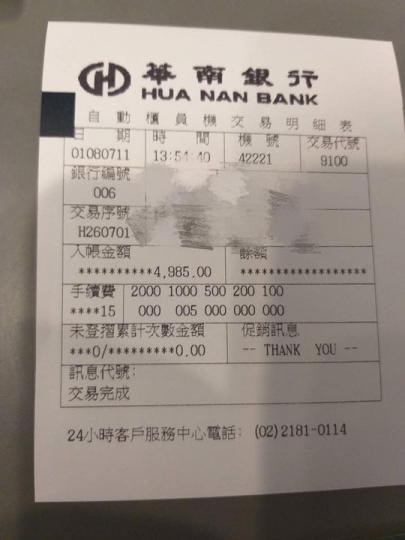 華南銀行
HUA NAN BANK
自動櫃員機交易明細表
日期 時間 機號 交易代號
01080711 13:54:40 42221 9100
銀行編號
006
交易序號
H260701
入帳金額 餘額
**********4,985.00 *****************
手續費 2000 1000 500 200 100
****15 000 005 000 000 000
未登摺累計次數金額 促銷訊息
***0/*********0.00 -- THANK YOU --
訊息代號:
交易完成
24小時客戶服務中心電話: (02)2181-0114